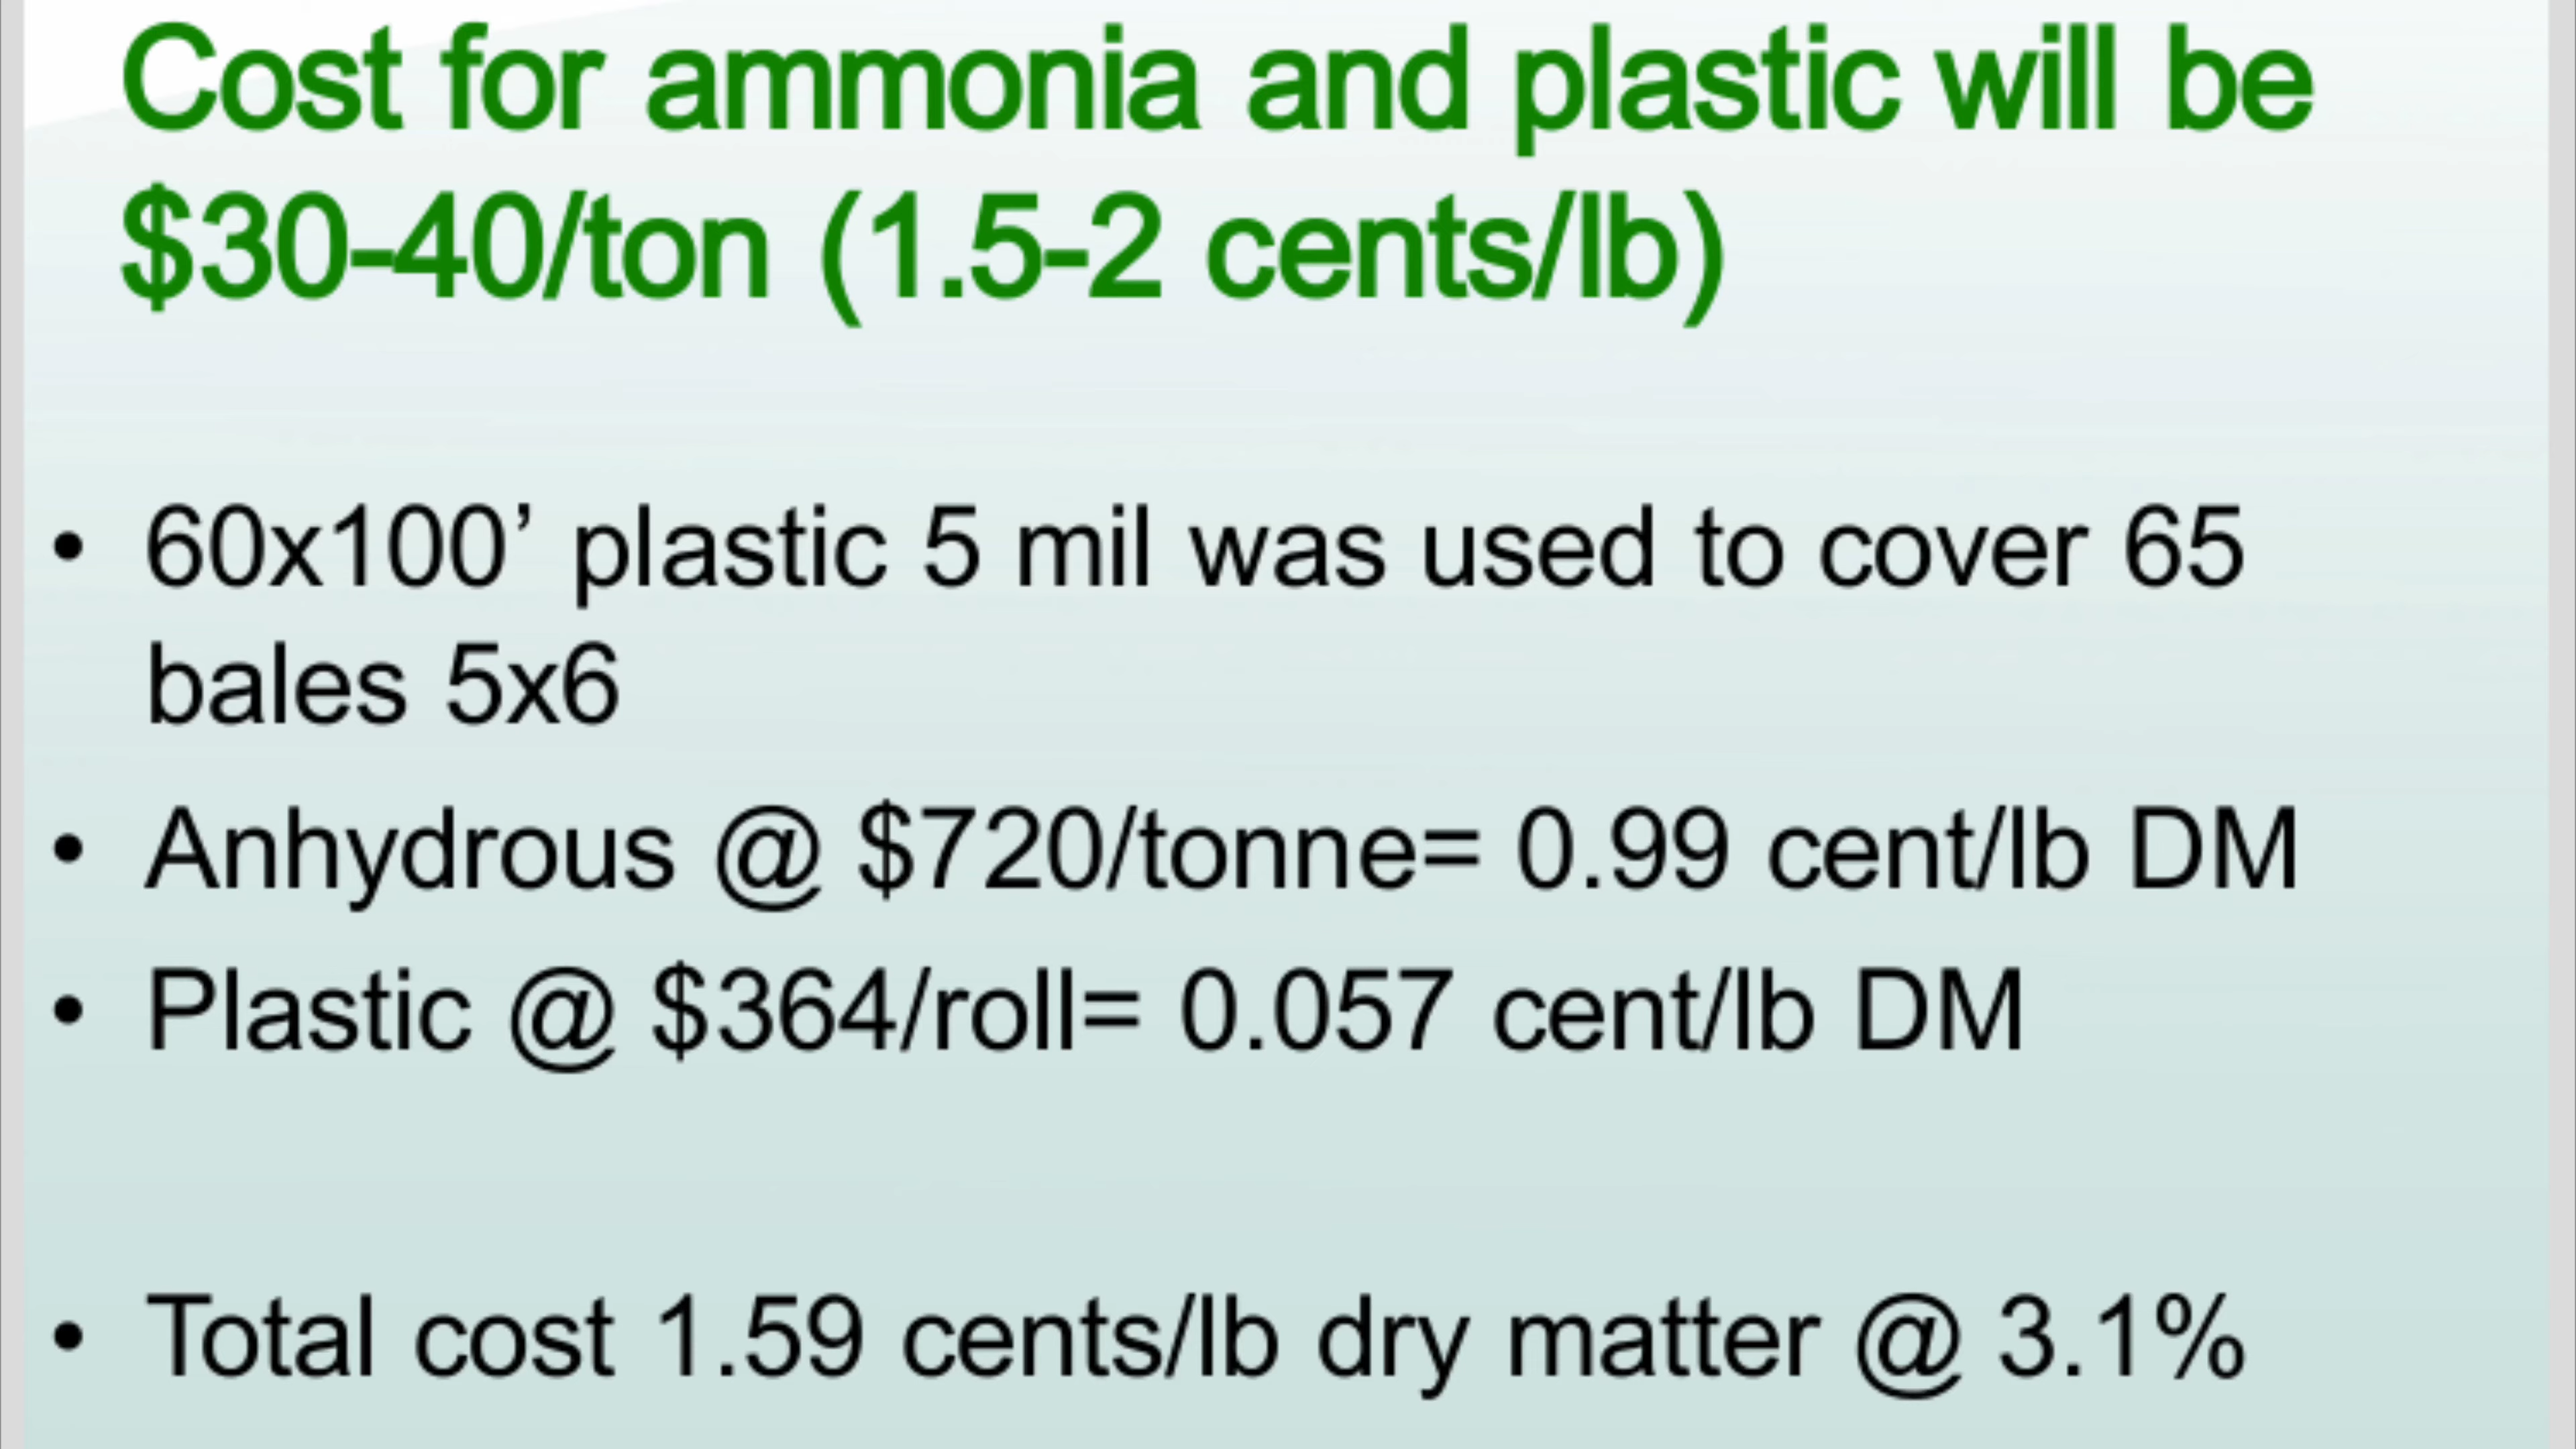 Cost for ammonia and plastic will be
$30-40/ton (1.5-2 cents/lb)
• 60x100’ plastic 5 mil was used to cover 65
bales 5x6
• Anhydrous @ $720/tonne= 0.99 cent/lb DM
• Plastic @ $364/roll= 0.057 cent/lb DM
• Total cost 1.59 cents/lb dry matter @ 3.1%